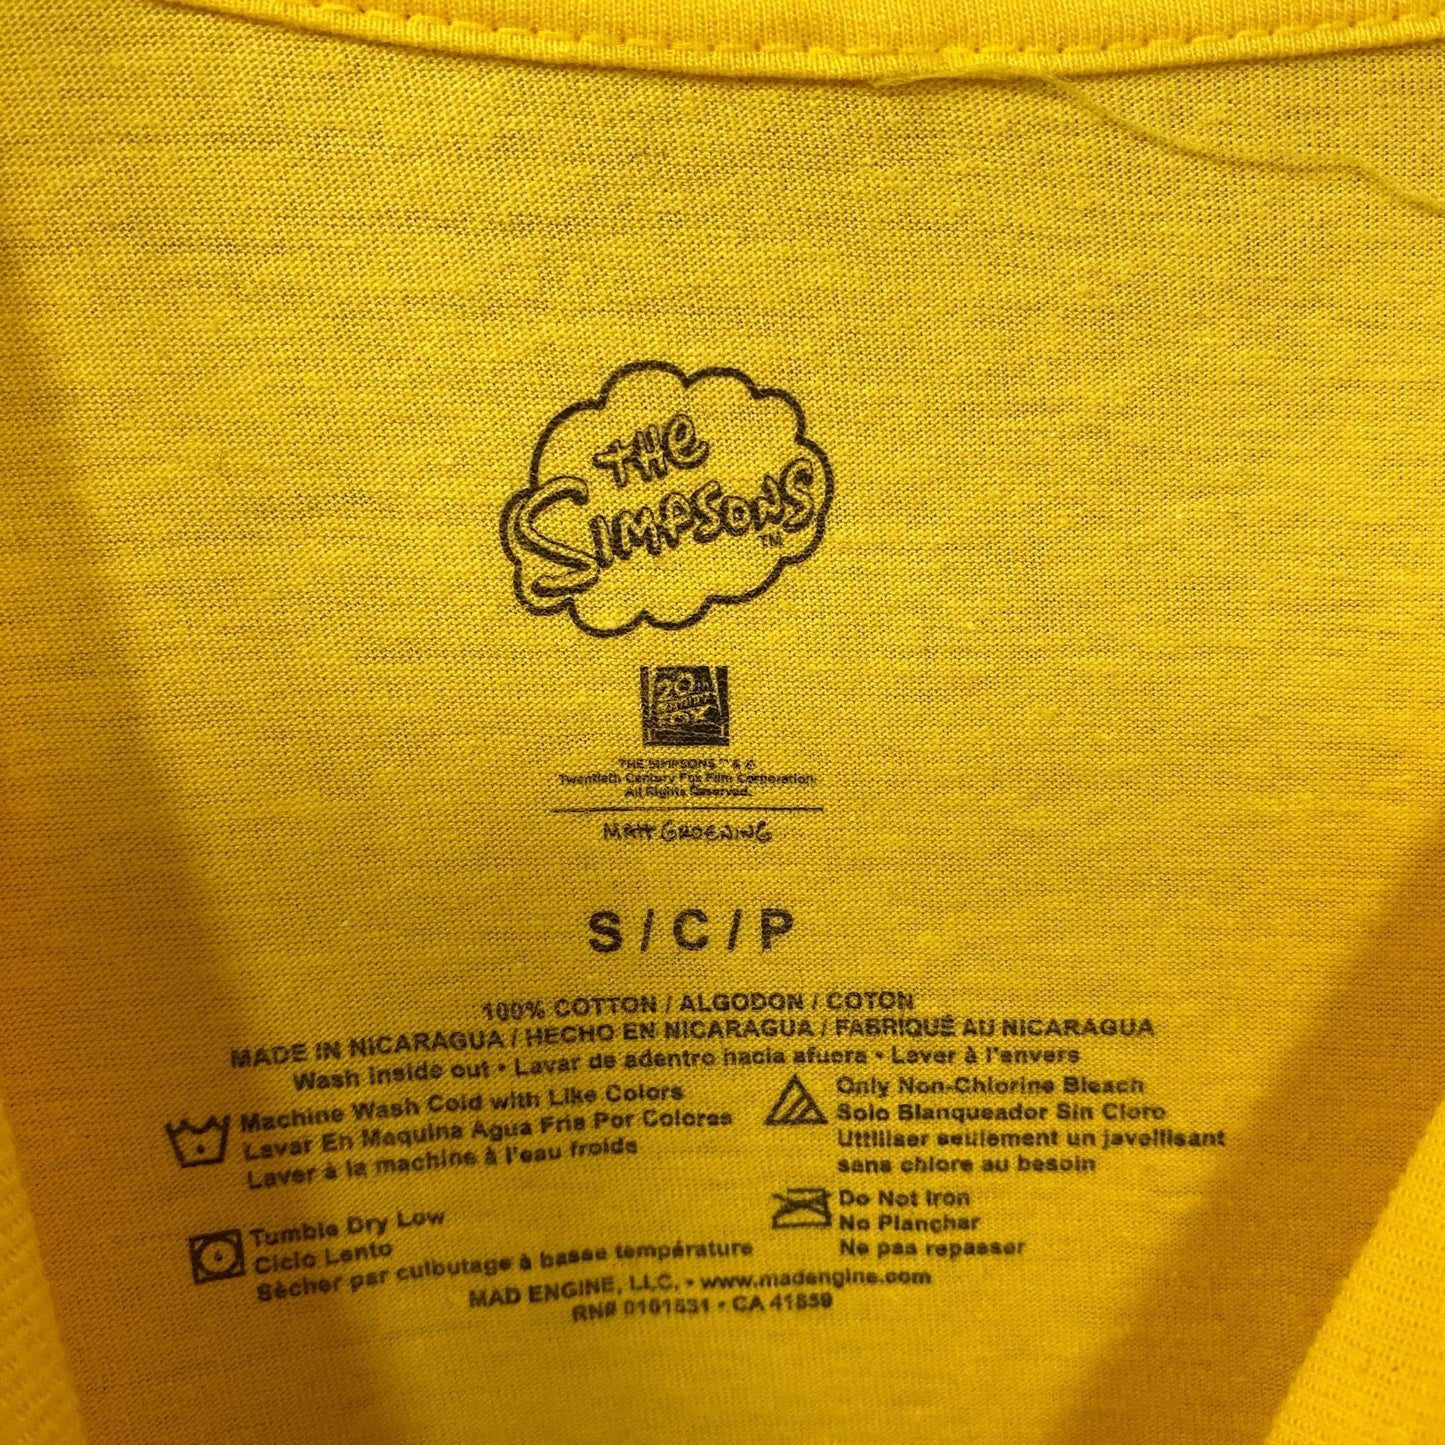 THE
SIMPSONS
TM
20th
CENTURY
FOX
THE SIMPSONS ™ & ©
Twentieth Century Fox Film Corporation.
All Rights Reserved.
MATT GROENING
S / C / P
100% COTTON / ALGODON / COTON
MADE IN NICARAGUA / HECHO EN NICARAGUA / FABRIQUÉ AU NICARAGUA
Wash inside out • Lavar de adentro hacia afuera • Laver à l'envers
Machine Wash Cold with Like Colors
Lavar En Maquina Agua Fria Por Colores
Laver à la machine à l'eau froide
Only Non-Chlorine Bleach
Solo Blanqueador Sin Cloro
Utiliser seulement un javellisant
sans chlore au besoin
Tumble Dry Low
Ciclo Lento
Sècher par culbutage à basse température
Do Not Iron
No Planchar
Ne pas repasser
MAD ENGINE, LLC. • www.madengine.com
RN# 0101531 • CA 41859